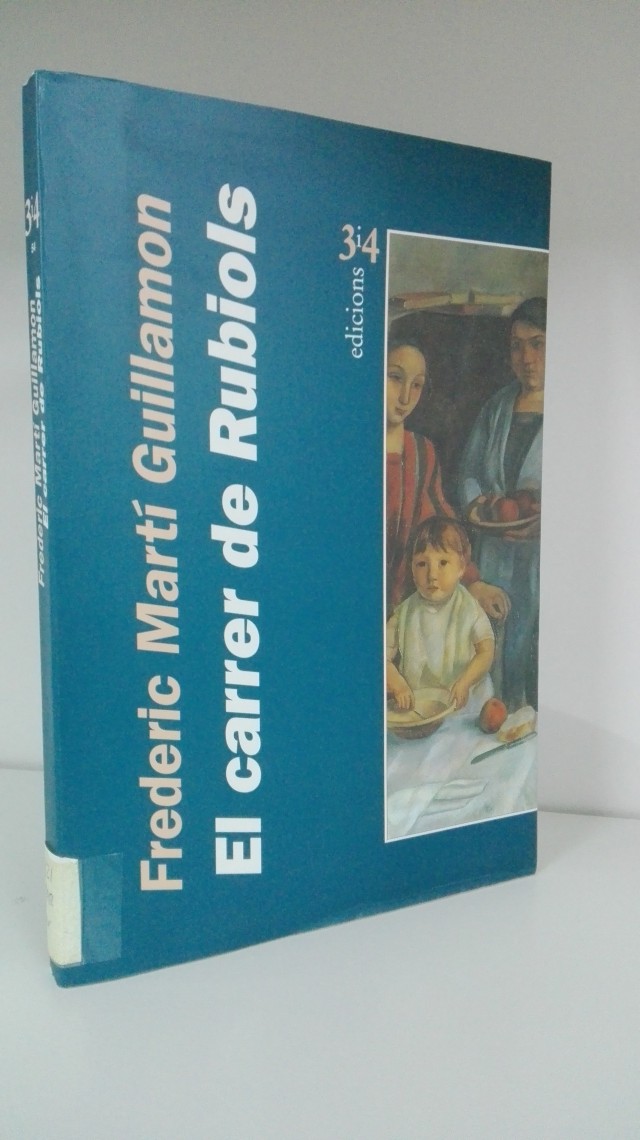 Frederic Martí Guillamon
El carrer de Rubiols
3i4
edicions
3i4
Frederic Martí Guillamon
El carrer de Rubiols